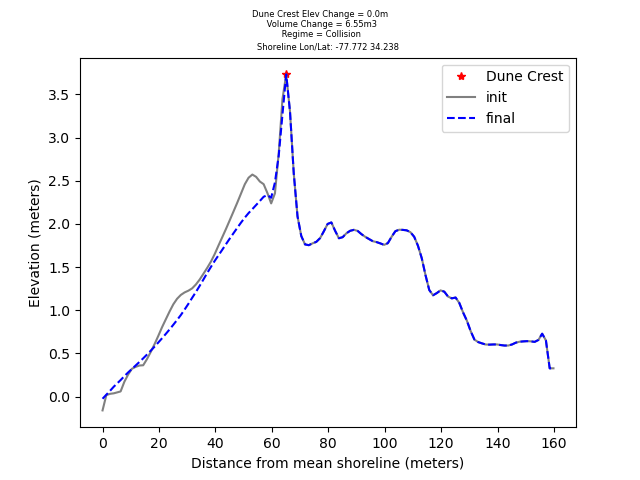 Dune Crest Elev Change = 0.0m
Volume Change = 6.55m3
Regime = Collision
Shoreline Lon/Lat: -77.772 34.238
Dune Crest
init
final
3.5
3.0
2.5
2.0
1.5
1.0
0.5
0.0
Elevation (meters)
0 20 40 60 80 100 120 140 160
Distance from mean shoreline (meters)